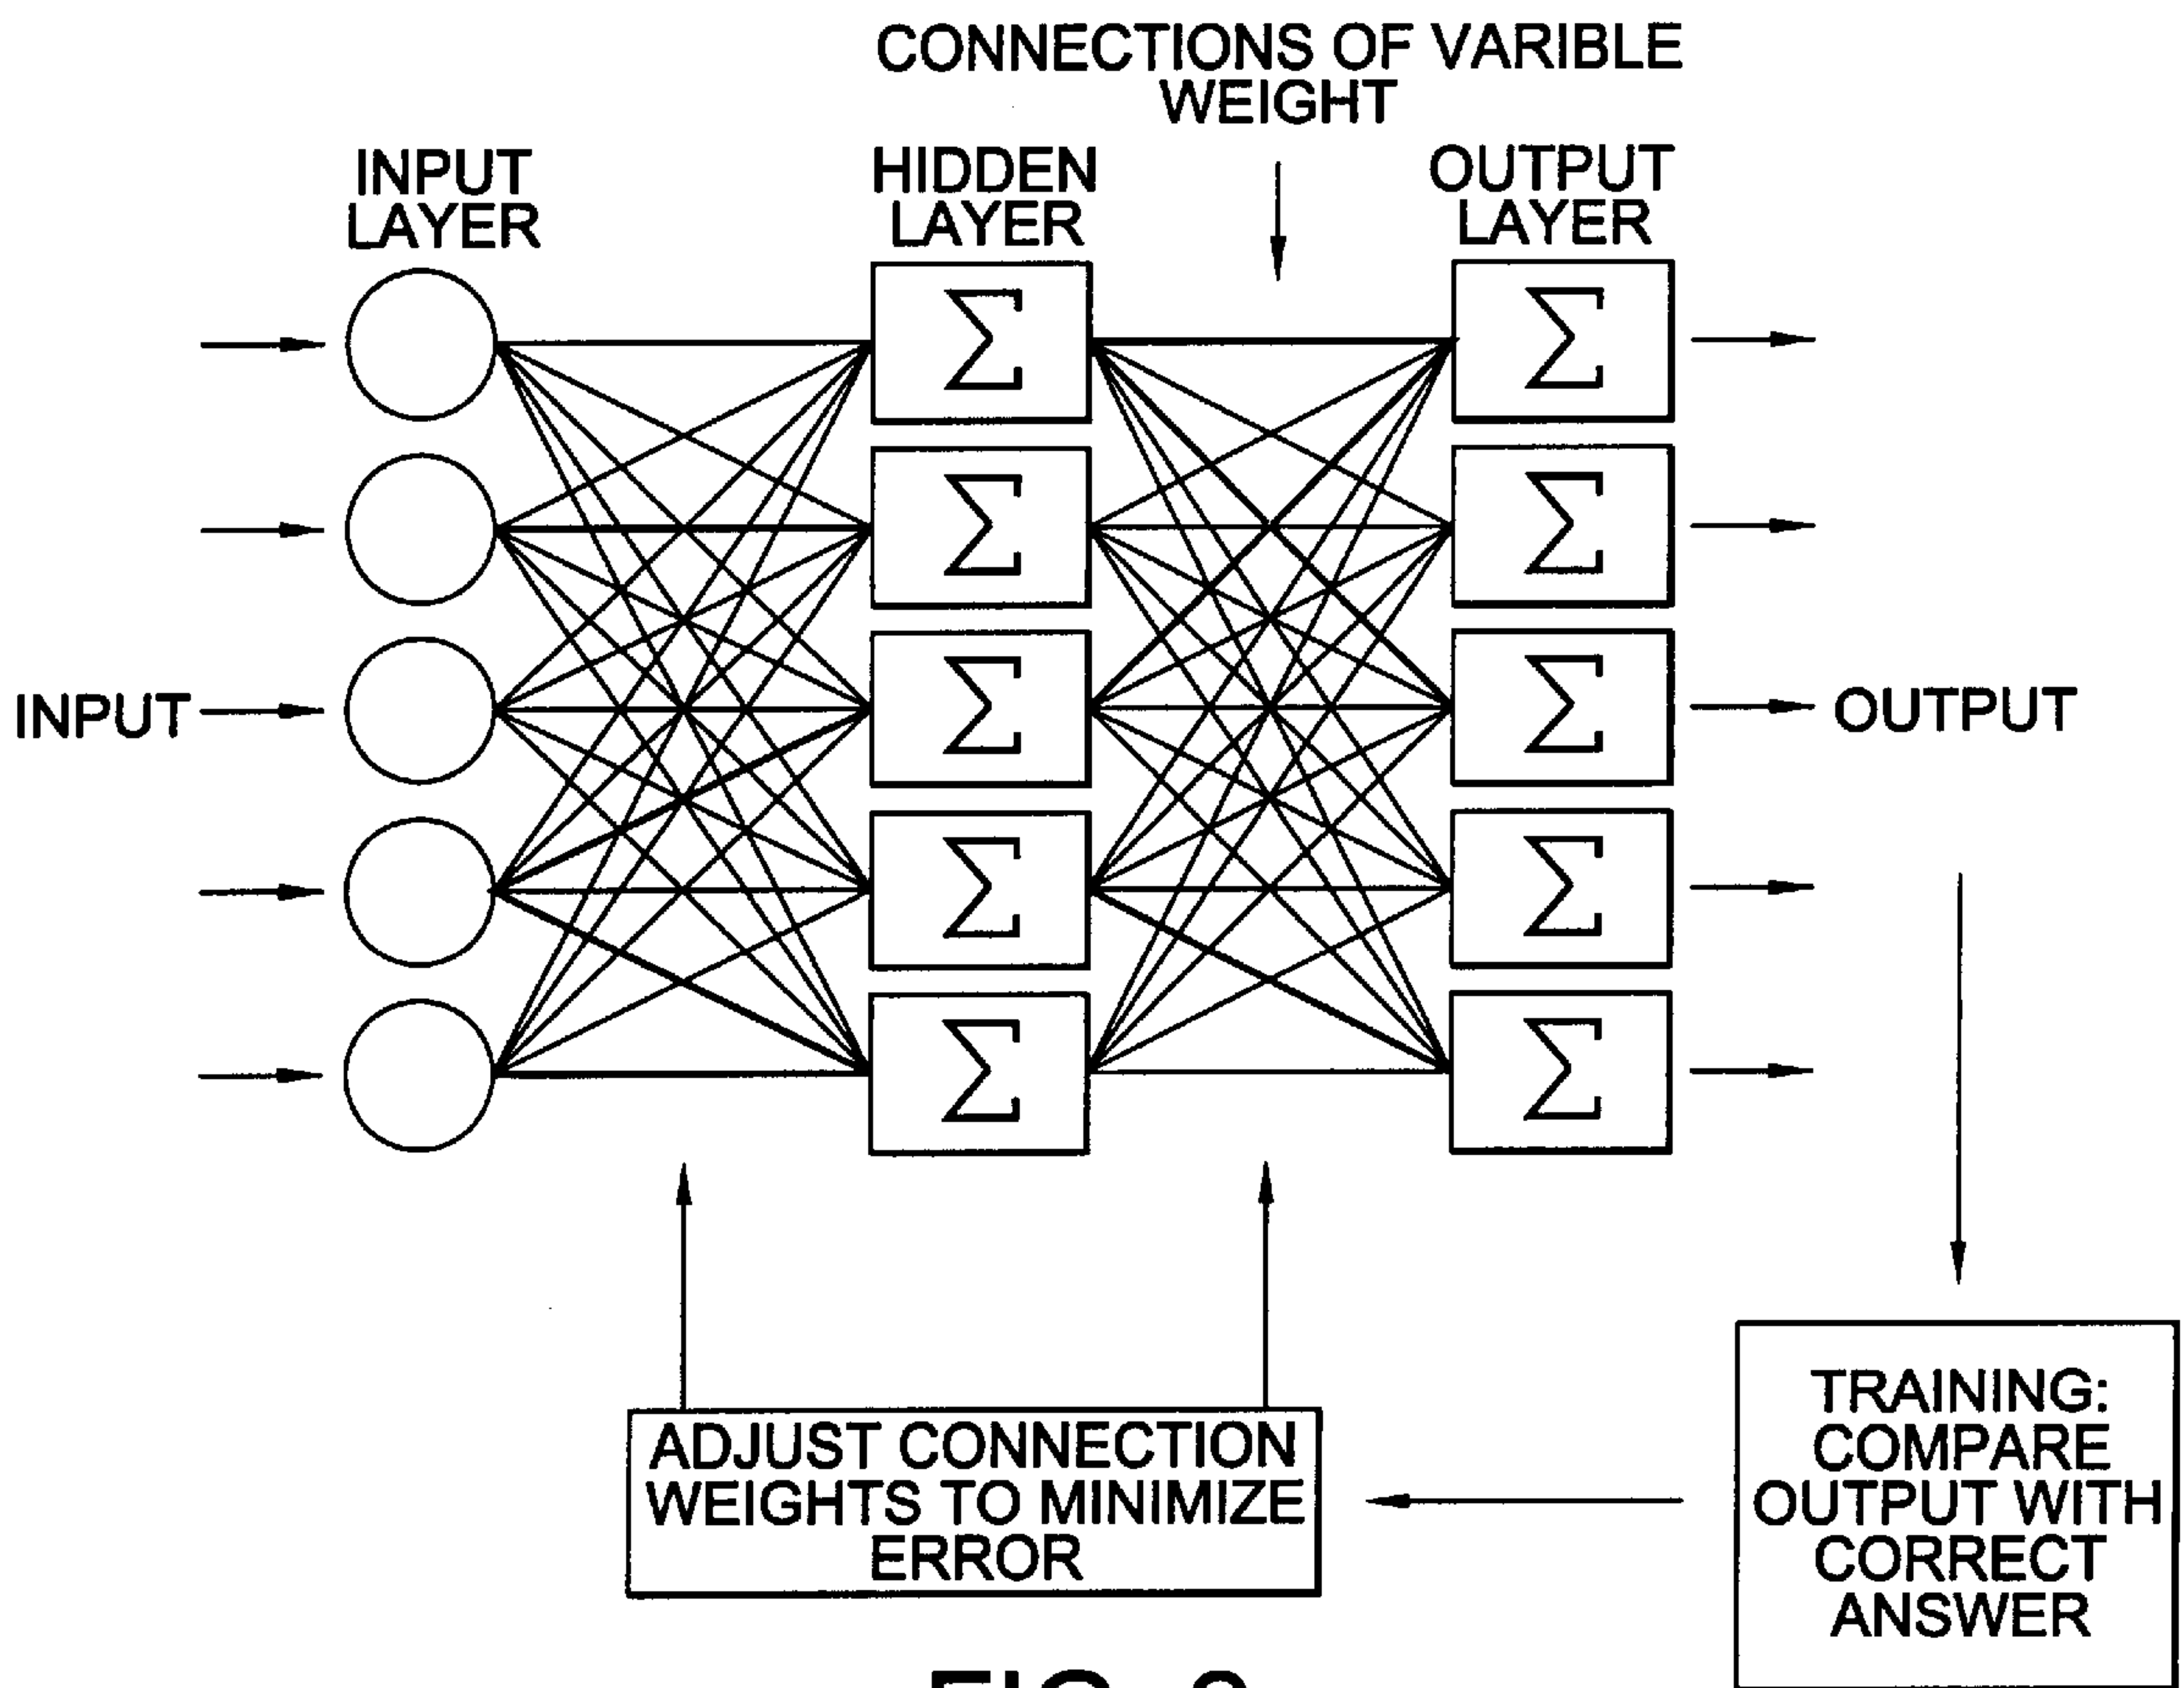 CONNECTIONS OF VARIBLE
WEIGHT
INPUT
LAYER
HIDDEN
LAYER
OUTPUT
LAYER
Σ
Σ
Σ
Σ
Σ
Σ
Σ
Σ
Σ
Σ
INPUT
OUTPUT
ADJUST CONNECTION
WEIGHTS TO MINIMIZE
ERROR
TRAINING:
COMPARE
OUTPUT WITH
CORRECT
ANSWER